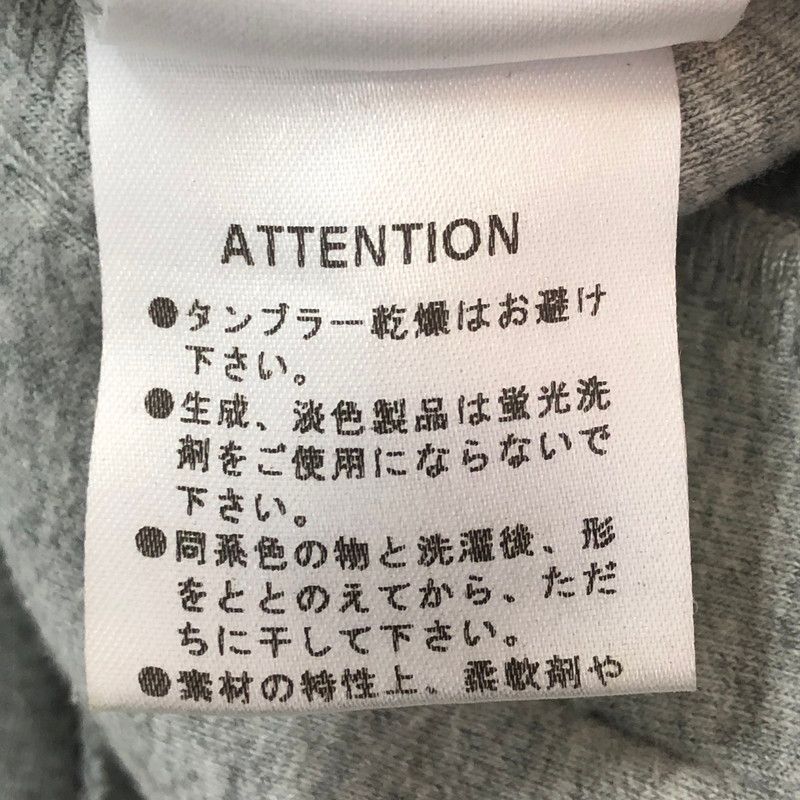 ATTENTION
●タンブラー乾燥はお避け
下さい。
●生成、淡色製品は蛍光洗
剤をご使用にならないで
下さい。
●同系色の物と洗濯後、形
をととのえてから、ただ
ちに干して下さい。
●素材の特性上、柔軟剤や